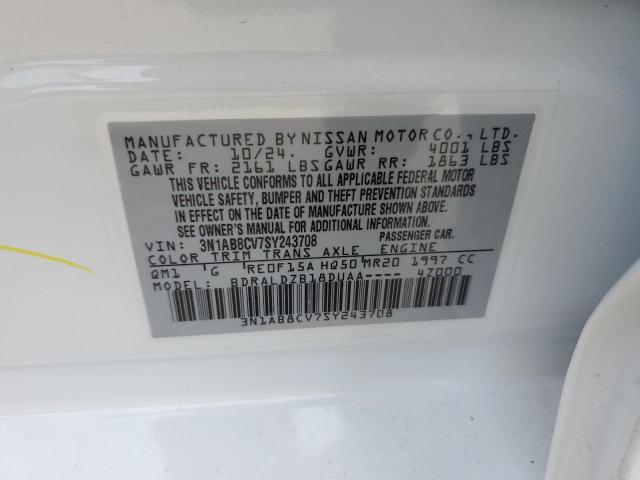 MANUFACTURED BY NISSAN MOTOR CO., LTD.
DATE: 10/24. GVWR: 4001 LBS
GAWR FR: 2161 LBS GAWR RR: 1863 LBS
THIS VEHICLE CONFORMS TO ALL APPLICABLE FEDERAL MOTOR
VEHICLE SAFETY, BUMPER AND THEFT PREVENTION STANDARDS
IN EFFECT ON THE DATE OF MANUFACTURE SHOWN ABOVE.
SEE OWNER'S MANUAL FOR ADDITIONAL INFORMATION.
VIN: 3N1AB8CV7SY243708 PASSENGER CAR.
COLOR TRIM TRANS AXLE ENGINE
QM1 G RE0F15A HQ50 MR20 1997 CC
MODEL: BDRALDZB18DUAA---- 4Z000
3N1AB8CV7SY243708